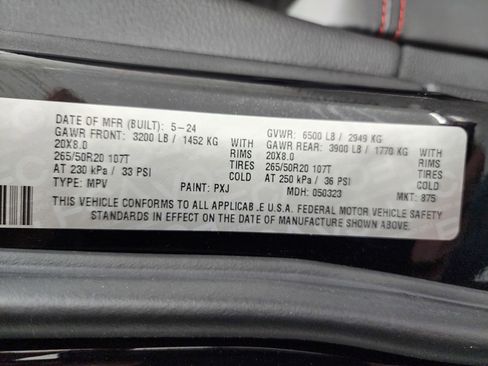 DATE OF MFR (BUILT): 5-24 GVWR: 6500 LB / 2949 KG
GAWR FRONT: 3200 LB / 1452 KG WITH GAWR REAR: 3900 LB / 1770 KG WITH
20X8.0 RIMS 20X8.0 RIMS
265/50R20 107T TIRES 265/50R20 107T TIRES
AT 230 kPa / 33 PSI COLD AT 250 kPa / 36 PSI COLD
TYPE: MPV PAINT: PXJ MDH: 050323 MKT: 875
THIS VEHICLE CONFORMS TO ALL APPLICAB.E U.S.A. FEDERAL MOTOR VEHICLE SAFETY
STANDARDS IN EFFECT ON THE DATE OF MANUFACTURE SHOWN ABOVE.